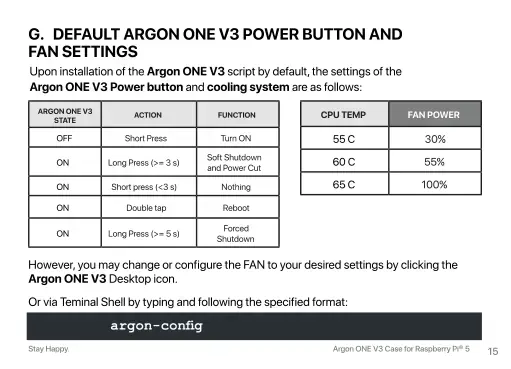 G. DEFAULT ARGON ONE V3 POWER BUTTON AND
FAN SETTINGS
Upon installation of the Argon ONE V3 script by default, the settings of the
Argon ONE V3 Power button and cooling system are as follows:
ARGON ONE V3 STATE ACTION FUNCTION
OFF Short Press Turn ON
ON Long Press (>= 3 s) Soft Shutdown and Power Cut
ON Short press (<3 s) Nothing
ON Double tap Reboot
ON Long Press (>= 5 s) Forced Shutdown
CPU TEMP FAN POWER
55 C 30%
60 C 55%
65 C 100%
However, you may change or configure the FAN to your desired settings by clicking the
Argon ONE V3 Desktop icon.
Or via Teminal Shell by typing and following the specified format:
argon-config
Stay Happy. Argon ONE V3 Case for Raspberry Pi® 5 15